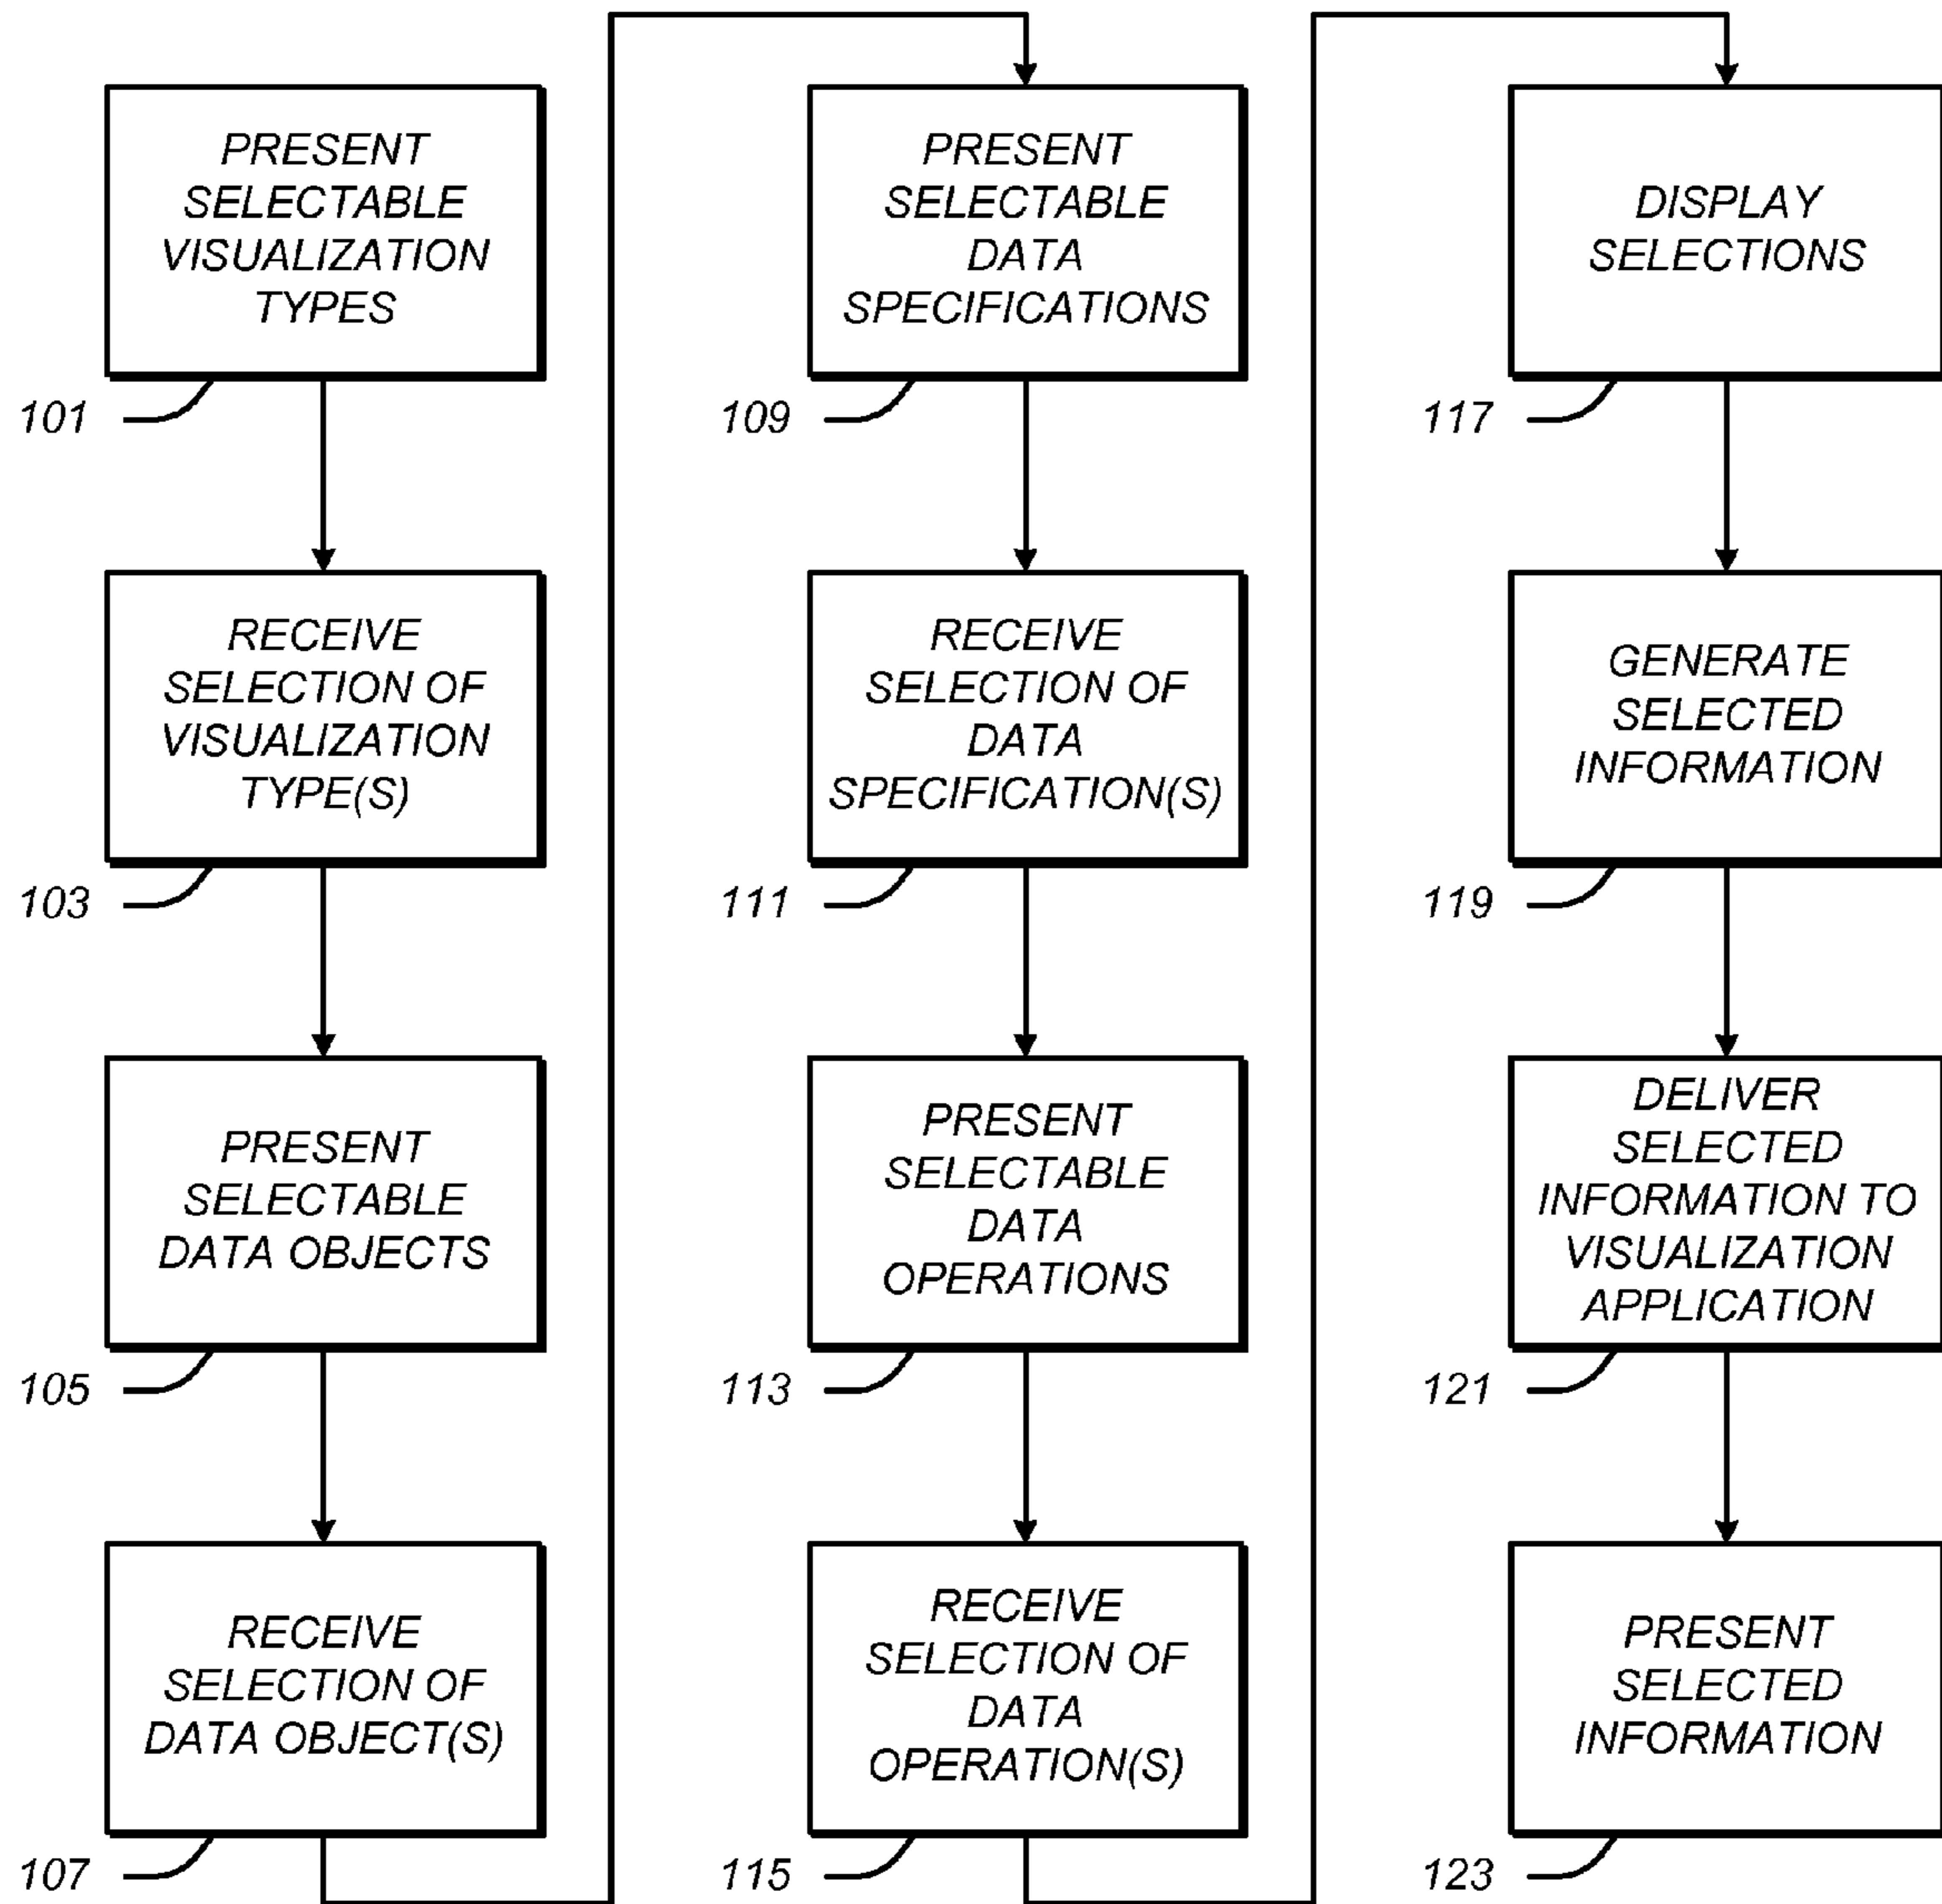 PRESENT
SELECTABLE
VISUALIZATION
TYPES
101
RECEIVE
SELECTION OF
VISUALIZATION
TYPE(S)
103
PRESENT
SELECTABLE
DATA OBJECTS
105
RECEIVE
SELECTION OF
DATA OBJECT(S)
107
PRESENT
SELECTABLE
DATA
SPECIFICATIONS
109
RECEIVE
SELECTION OF
DATA
SPECIFICATION(S)
111
PRESENT
SELECTABLE
DATA
OPERATIONS
113
RECEIVE
SELECTION OF
DATA
OPERATION(S)
115
DISPLAY
SELECTIONS
117
GENERATE
SELECTED
INFORMATION
119
DELIVER
SELECTED
INFORMATION TO
VISUALIZATION
APPLICATION
121
PRESENT
SELECTED
INFORMATION
123